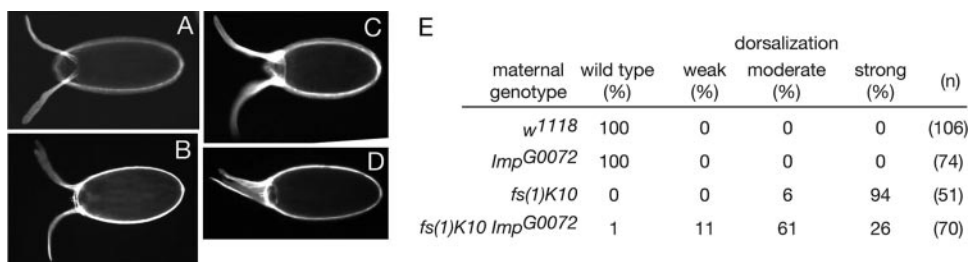 A
C
B
D
E
dorsalization
maternal genotype wild type (%) weak (%) moderate (%) strong (%) (n)
w1118 100 0 0 0 (106)
ImpG0072 100 0 0 0 (74)
fs(1)K10 0 0 6 94 (51)
fs(1)K10 ImpG0072 1 11 61 26 (70)